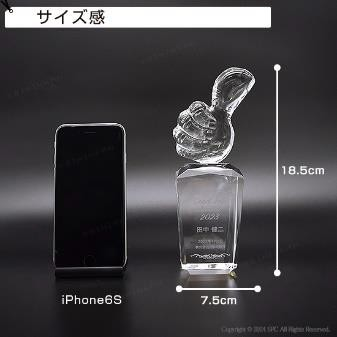 サイズ感
18.5cm
2023
田中 健二
iPhone6S
7.5cm
Copyright © 2024 SPC All Rights Reserved.